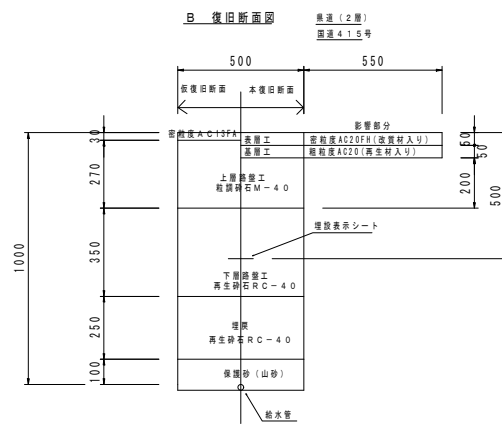 B 復旧断面図
県道(2層)
国道415号
500
550
仮復旧断面
本復旧断面
影響部分
密粒度AC13FA
表層工
密粒度AC20FH(改質材入り)
基層工
粗粒度AC20(再生材入り)
30
50
50
上層路盤工
粒調砕石M-40
270
200
500
埋設表示シート
1000
350
下層路盤工
再生砕石RC-40
250
埋戻
再生砕石RC-40
100
保護砂(山砂)
給水管